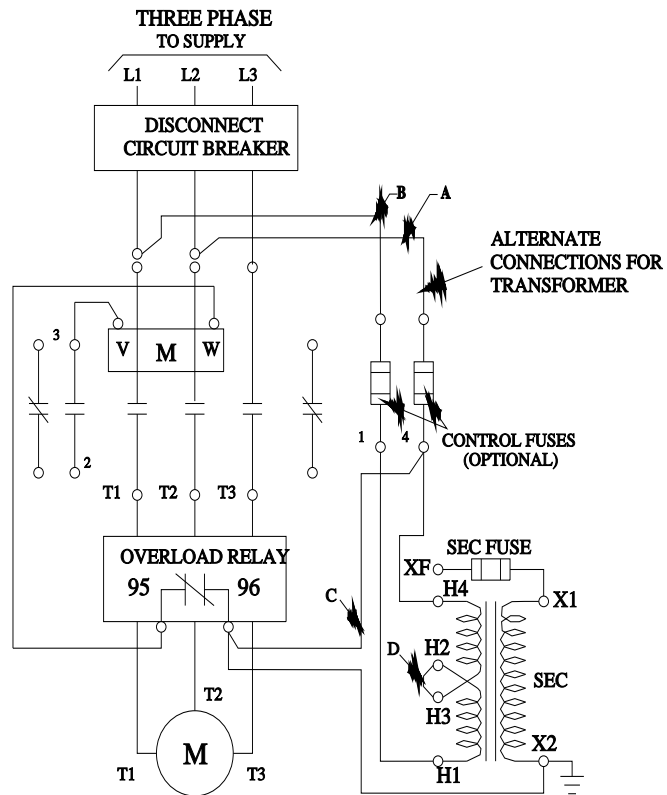 THREE PHASE
TO SUPPLY
L1 L2 L3
DISCONNECT
CIRCUIT BREAKER
B A
ALTERNATE
CONNECTIONS FOR
TRANSFORMER
3
V M W
1 4
CONTROL FUSES
(OPTIONAL)
2
T1 T2 T3
OVERLOAD RELAY
95 96
SEC FUSE
XF
H4 X1
C
D H2
SEC
H3
T2
M
X2
T1 T3 H1